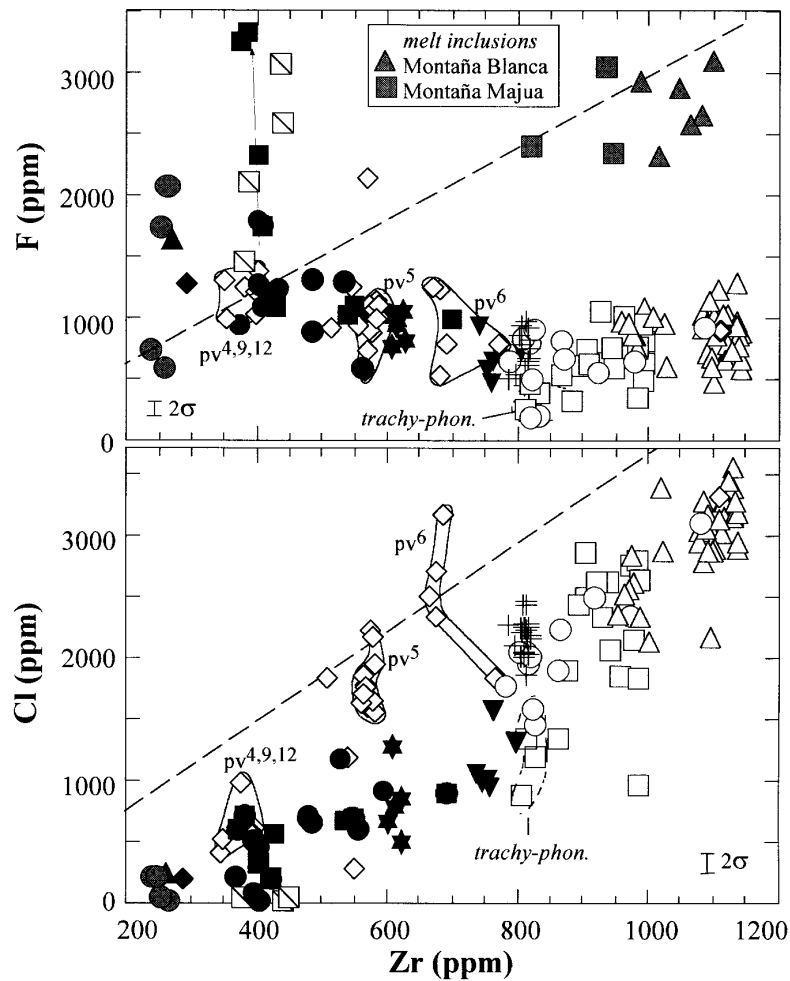 3000
2000
1000
0
F (ppm)
melt inclusions
Montaña Blanca
Montaña Majua
pv5
pv6
pv4,9,12
2σ
trachy-phon.
3000
2000
1000
0
Cl (ppm)
pv6
pv5
pv4,9,12
2σ
trachy-phon.
200 400 600 800 1000 1200
Zr (ppm)